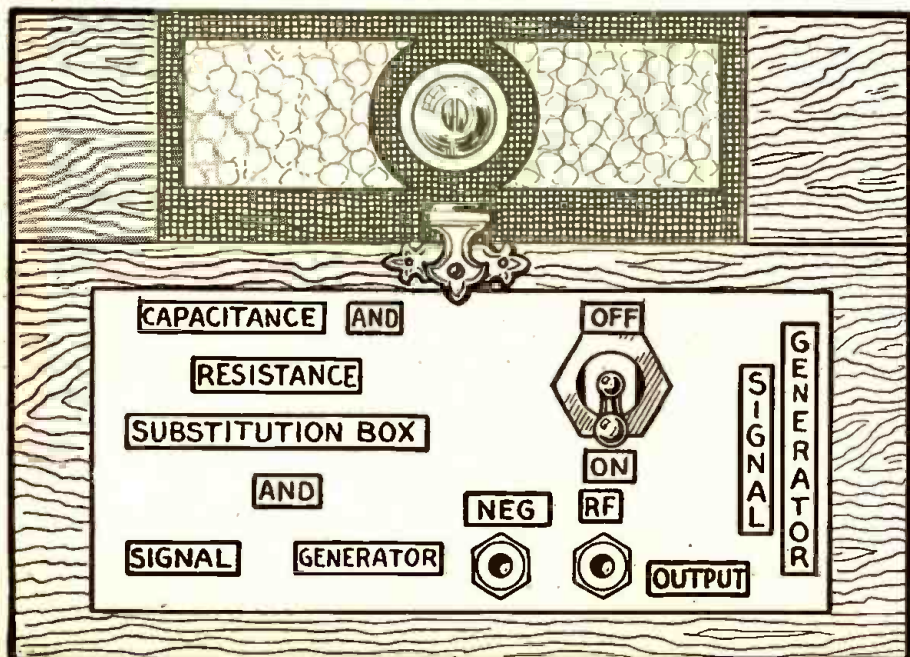 CAPACITANCE AND
RESISTANCE
SUBSTITUTION BOX
AND
SIGNAL GENERATOR
OFF
ON
NEG
RF
OUTPUT
SIGNAL
GENERATOR